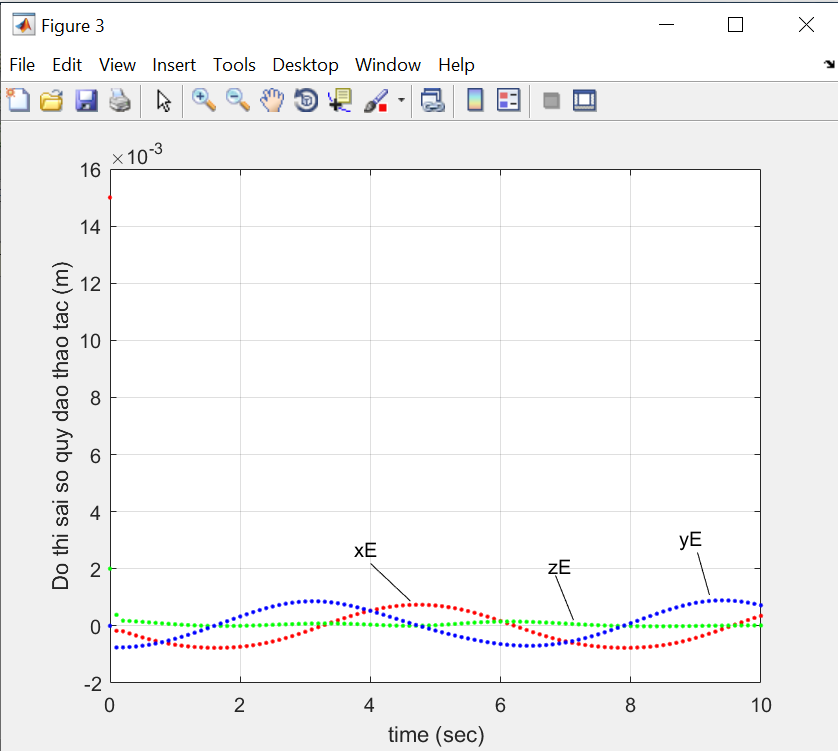 Figure 3
File Edit View Insert Tools Desktop Window Help
×10-3
16
14
12
10
8
6
4
2
0
-2
Do thi sai so quy dao thao tac (m)
xE
zE
yE
0 2 4 6 8 10
time (sec)